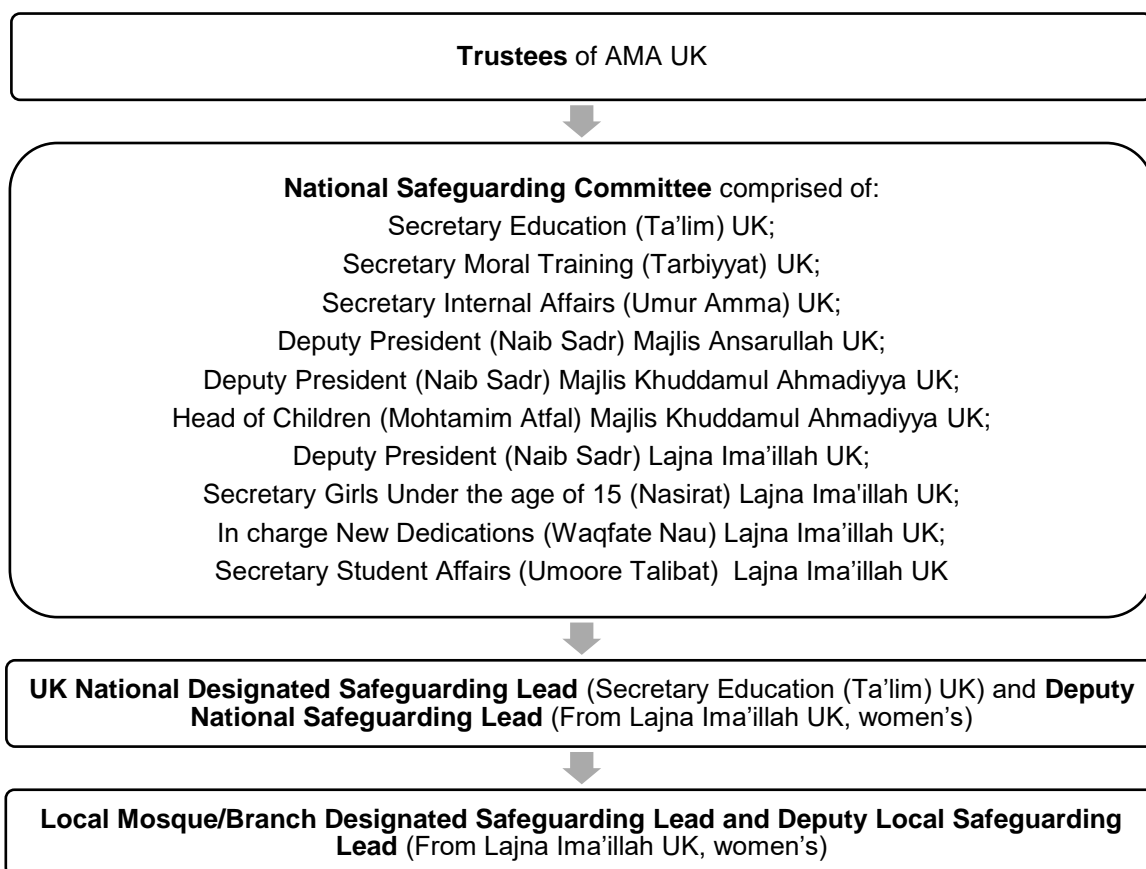 Trustees of AMA UK
National Safeguarding Committee comprised of:
Secretary Education (Ta’lim) UK;
Secretary Moral Training (Tarbiyyat) UK;
Secretary Internal Affairs (Umur Amma) UK;
Deputy President (Naib Sadr) Majlis Ansarullah UK;
Deputy President (Naib Sadr) Majlis Khuddamul Ahmadiyya UK;
Head of Children (Mohtamim Atfal) Majlis Khuddamul Ahmadiyya UK;
Deputy President (Naib Sadr) Lajna Ima’illah UK;
Secretary Girls Under the age of 15 (Nasirat) Lajna Ima'illah UK;
In charge New Dedications (Waqfate Nau) Lajna Ima’illah UK;
Secretary Student Affairs (Umoore Talibat) Lajna Ima’illah UK
UK National Designated Safeguarding Lead (Secretary Education (Ta’lim) UK) and Deputy
National Safeguarding Lead (From Lajna Ima’illah UK, women’s)
Local Mosque/Branch Designated Safeguarding Lead and Deputy Local Safeguarding
Lead (From Lajna Ima’illah UK, women’s)